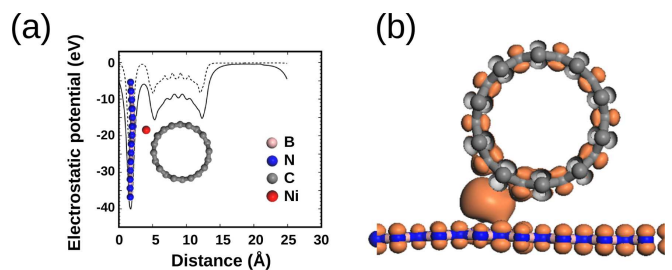 (a)
(b)
Electrostatic potential (eV)
0
-10
-20
-30
-40
B
N
C
Ni
0 5 10 15 20 25 30
Distance (Å)